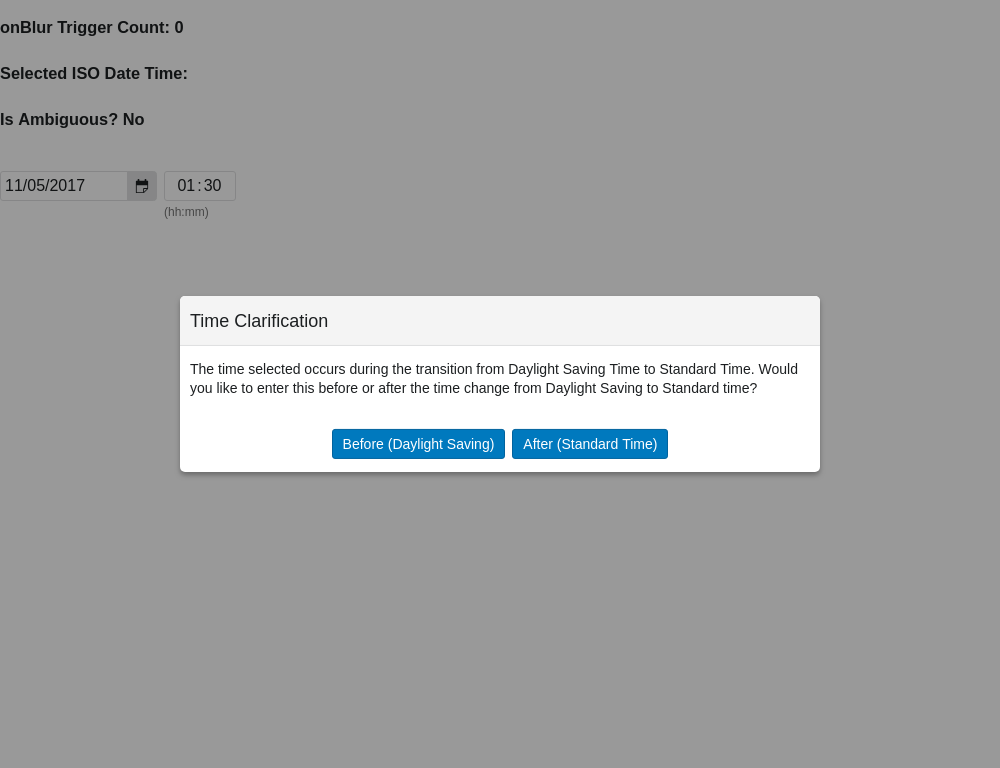 onBlur Trigger Count: 0
Selected ISO Date Time:
Is Ambiguous? No
11/05/2017 01:30
(hh:mm)
Time Clarification
The time selected occurs during the transition from Daylight Saving Time to Standard Time. Would
you like to enter this before or after the time change from Daylight Saving to Standard time?
Before (Daylight Saving) After (Standard Time)